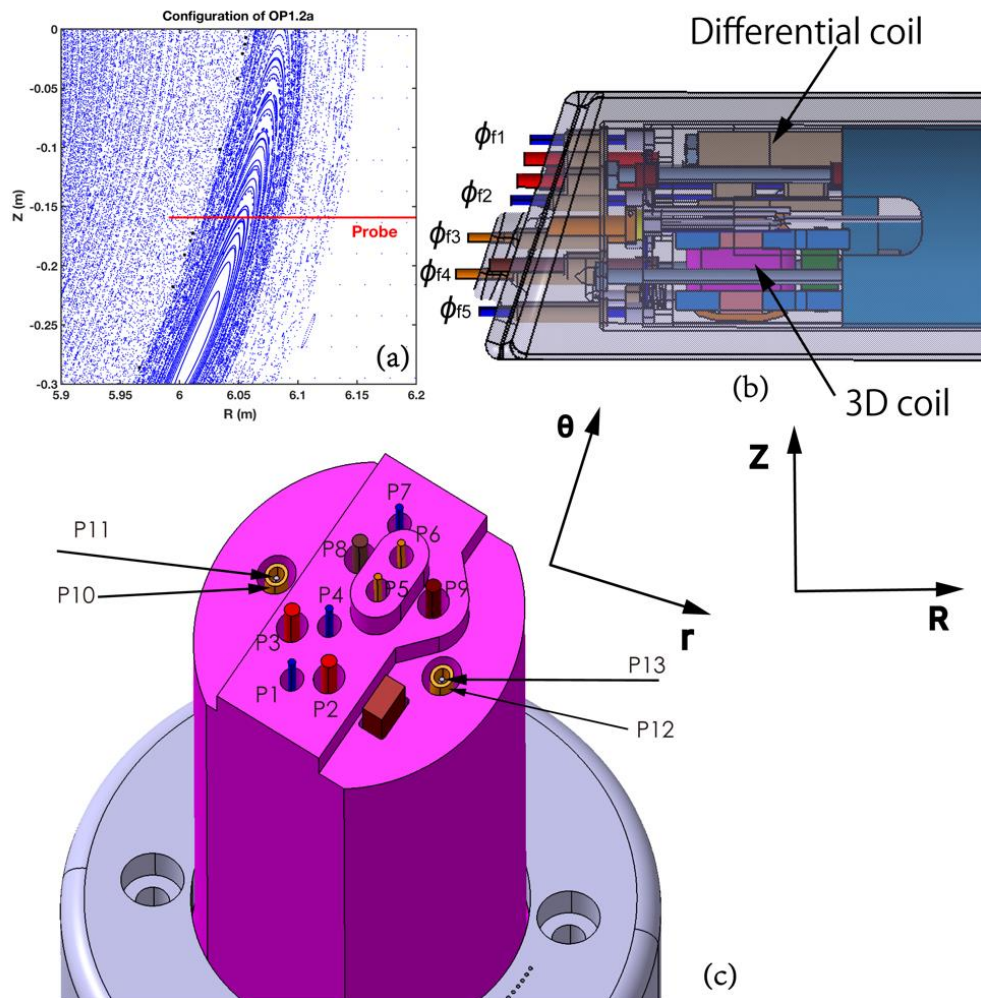 Configuration of OP1.2a
Z (m)
0
-0.05
-0.1
-0.15
-0.2
-0.25
-0.3
5.9
5.95
6
6.05
6.1
6.15
6.2
R (m)
Probe
(a)
Differential coil
ϕf1
ϕf2
ϕf3
ϕf4
ϕf5
(b)
3D coil
θ
r
Z
R
P7
P11
P8
P6
P10
P4
P5
P9
P3
P1
P2
P13
P12
(c)